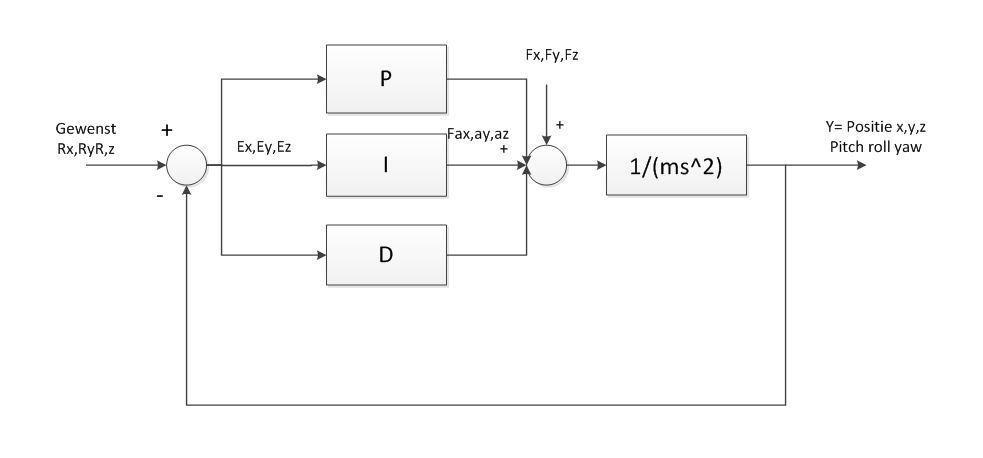 Fx,Fy,Fz
P
Gewenst
Rx,RyR,z
+
+
Y= Positie x,y,z
Pitch roll yaw
Ex,Ey,Ez
Fax,ay,az
+
I
1/(ms^2)
-
D